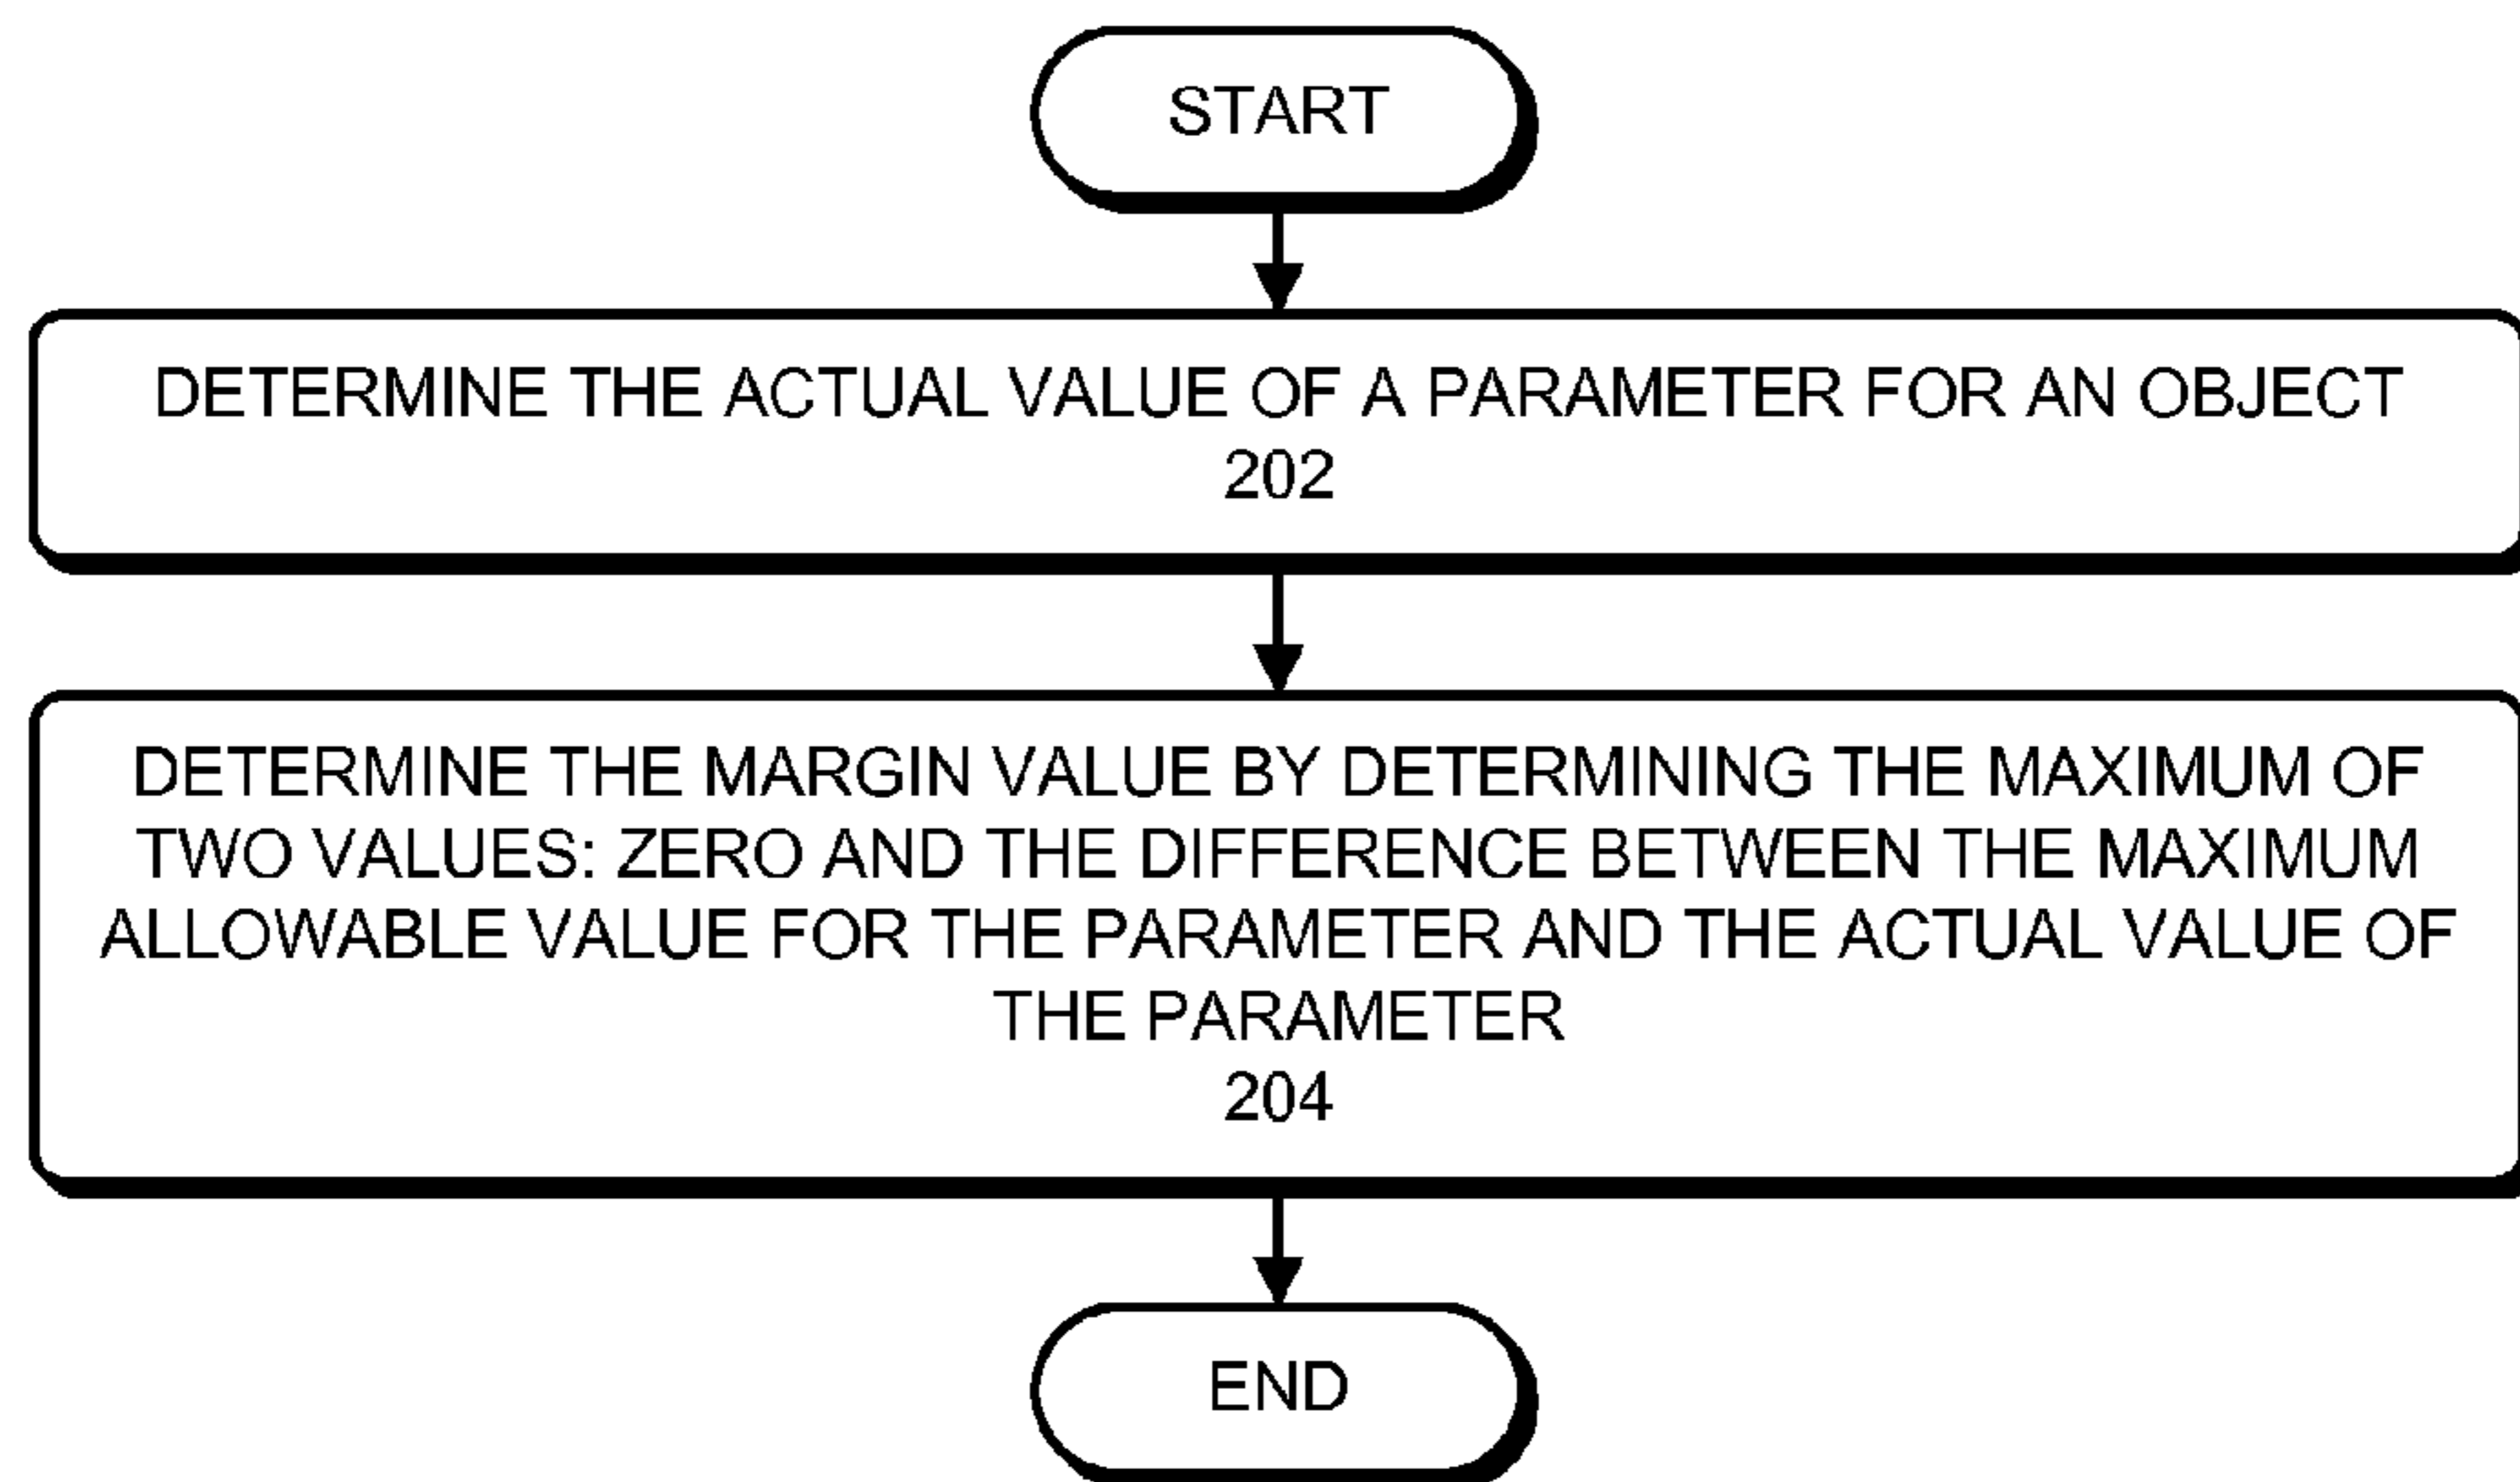 START
DETERMINE THE ACTUAL VALUE OF A PARAMETER FOR AN OBJECT
202
DETERMINE THE MARGIN VALUE BY DETERMINING THE MAXIMUM OF
TWO VALUES: ZERO AND THE DIFFERENCE BETWEEN THE MAXIMUM
ALLOWABLE VALUE FOR THE PARAMETER AND THE ACTUAL VALUE OF
THE PARAMETER
204
END